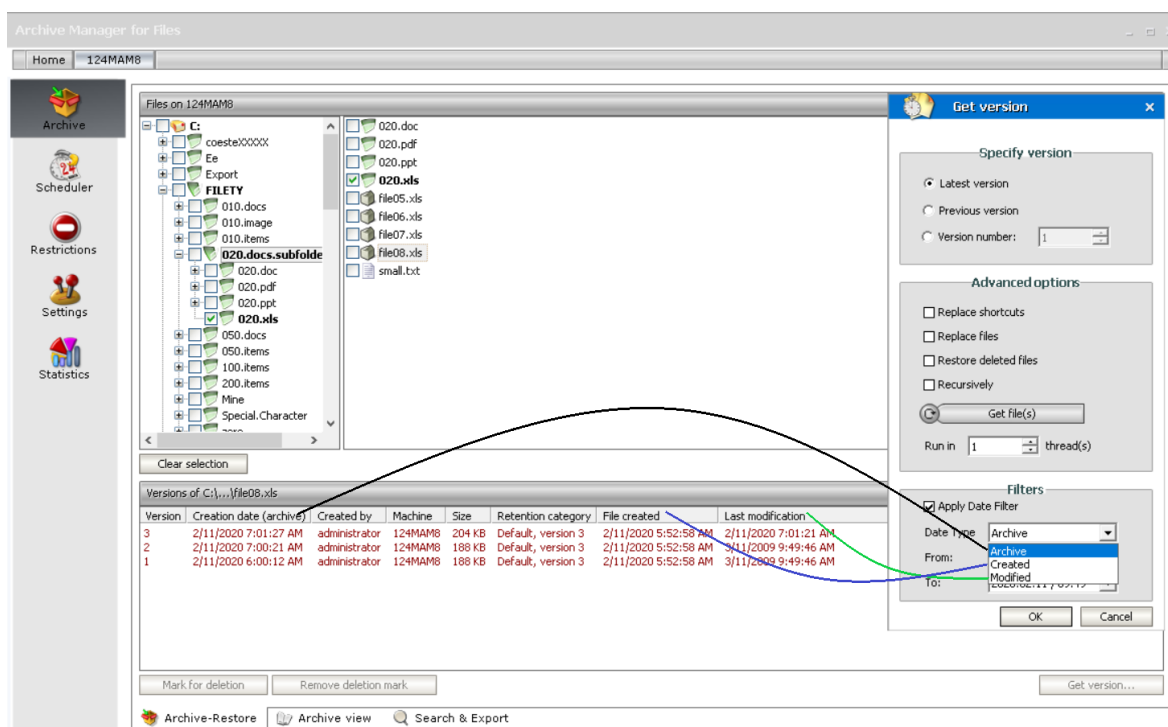 Archive Manager for Files
Home 124MAM8
Archive
Scheduler
Restrictions
Settings
Statistics
Files on 124MAM8
C:
coesteXXXXX
Ee
Export
FILETY
010.docs
010.image
010.items
020.docs.subfolde
020.doc
020.pdf
020.ppt
020.xls
050.docs
050.items
100.items
200.items
Mine
Special.Character
zero
020.doc
020.pdf
020.ppt
020.xls
file05.xls
file06.xls
file07.xls
file08.xls
small.txt
Clear selection
Versions of C:\...\file08.xls
Version Creation date (archive) Created by Machine Size Retention category File created Last modification
3 2/11/2020 7:01:27 AM administrator 124MAM8 204 KB Default, version 3 2/11/2020 5:52:58 AM 2/11/2020 7:01:21 AM
2 2/11/2020 7:00:21 AM administrator 124MAM8 188 KB Default, version 3 2/11/2020 5:52:58 AM 3/11/2009 9:49:46 AM
1 2/11/2020 6:00:12 AM administrator 124MAM8 188 KB Default, version 3 2/11/2020 5:52:58 AM 3/11/2009 9:49:46 AM
Mark for deletion Remove deletion mark Get version...
Archive-Restore Archive view Search & Export
Get version
Specify version
Latest version
Previous version
Version number: 1
Advanced options
Replace shortcuts
Replace files
Restore deleted files
Recursively
Get file(s)
Run in 1 thread(s)
Filters
Apply Date Filter
Date Type Archive
Archive
From:
Created
Modified
To:
OK Cancel